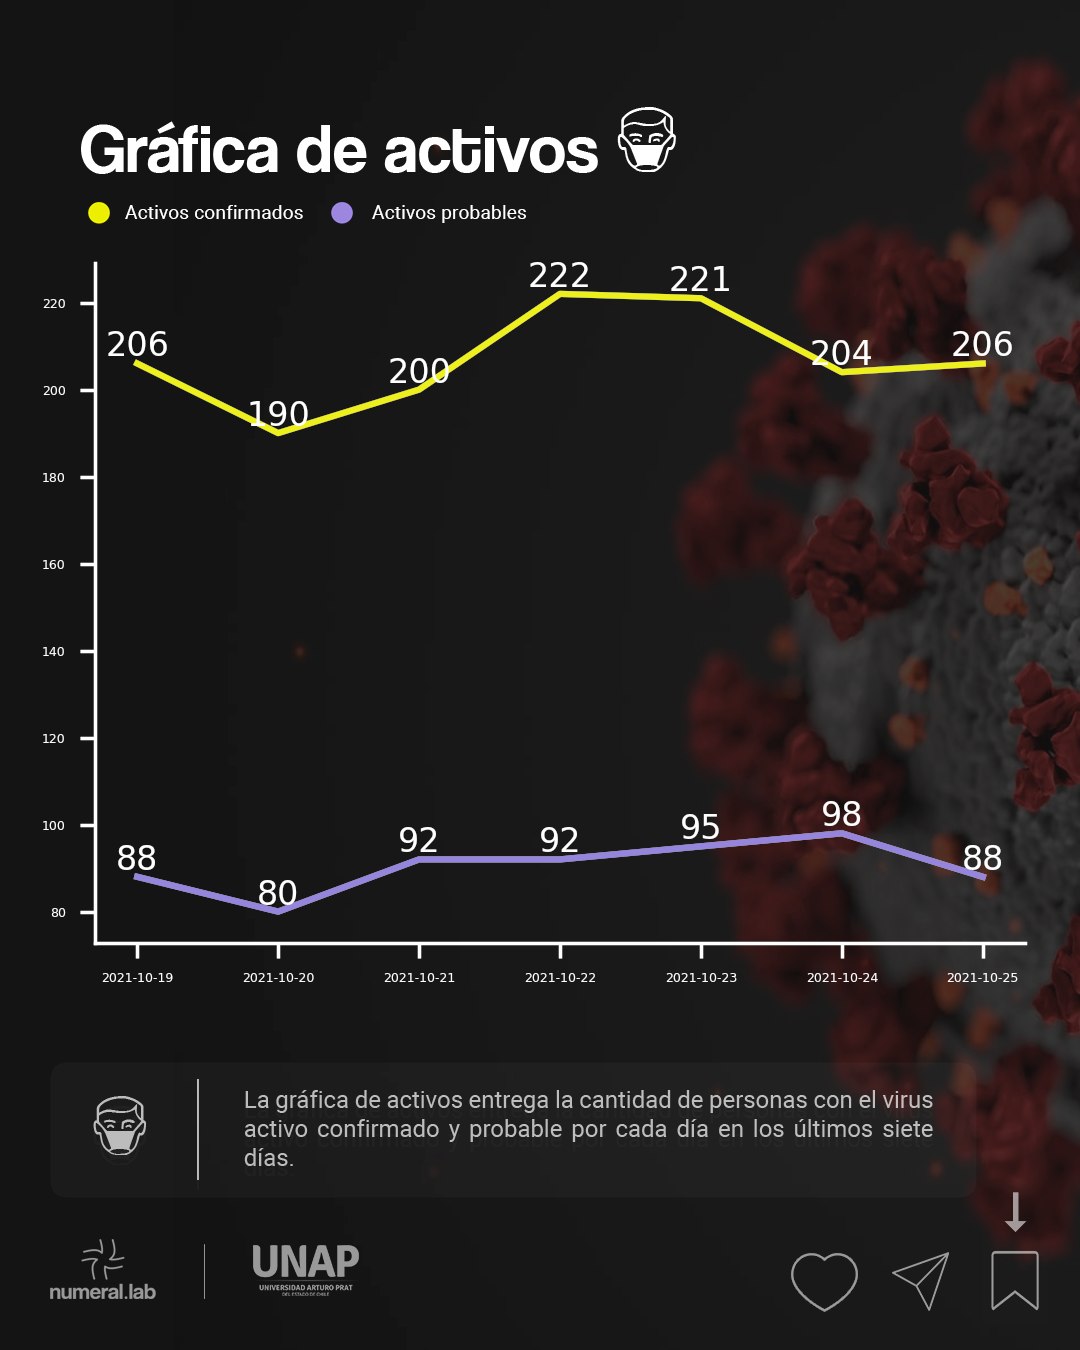 Gráfica de activos
Activos confirmados Activos probables
222 221
220
206 204 206
200
200
190
180
160
140
120
100
98
95
92 92
88 88
80
80
2021-10-19 2021-10-20 2021-10-21 2021-10-22 2021-10-23 2021-10-24 2021-10-25
La gráfica de activos entrega la cantidad de personas con el virus
activo confirmado y probable por cada día en los últimos siete
días.
numeral.lab
UNAP
UNIVERSIDAD ARTURO PRAT
DEL ESTADO DE CHILE